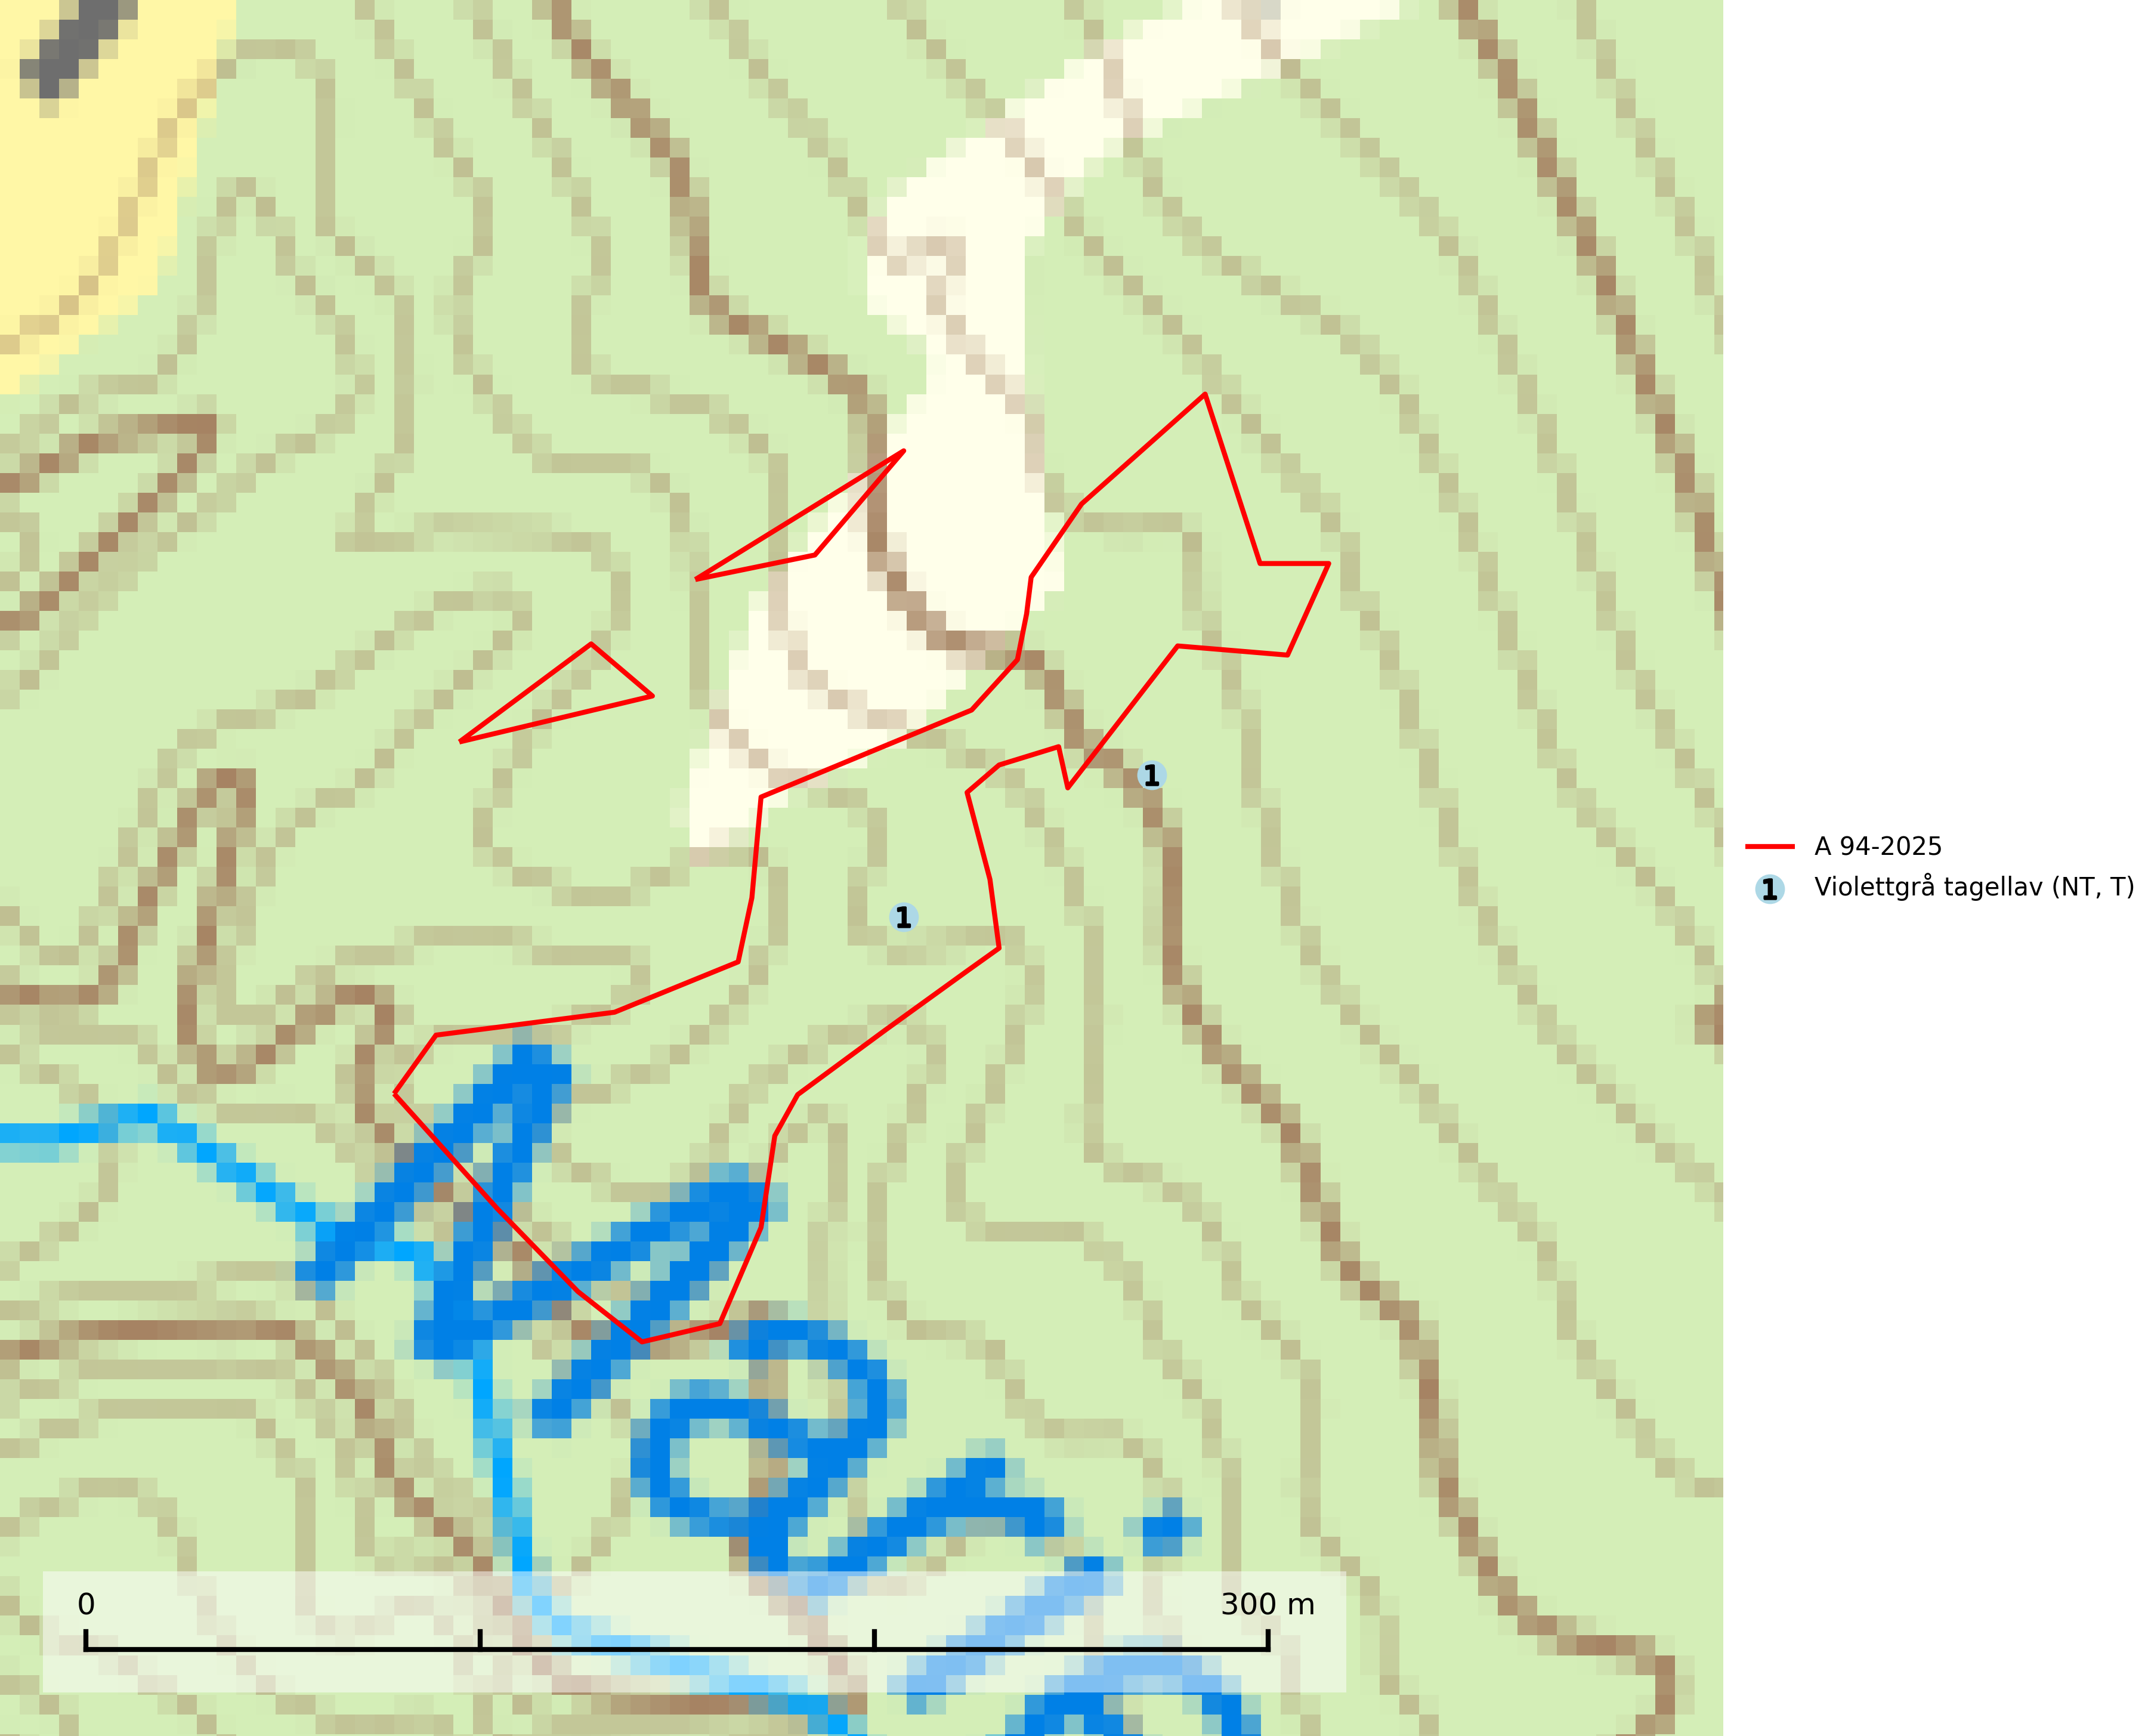 1
1
A 94-2025
1 Violettgrå tagellav (NT, T)
0 300 m